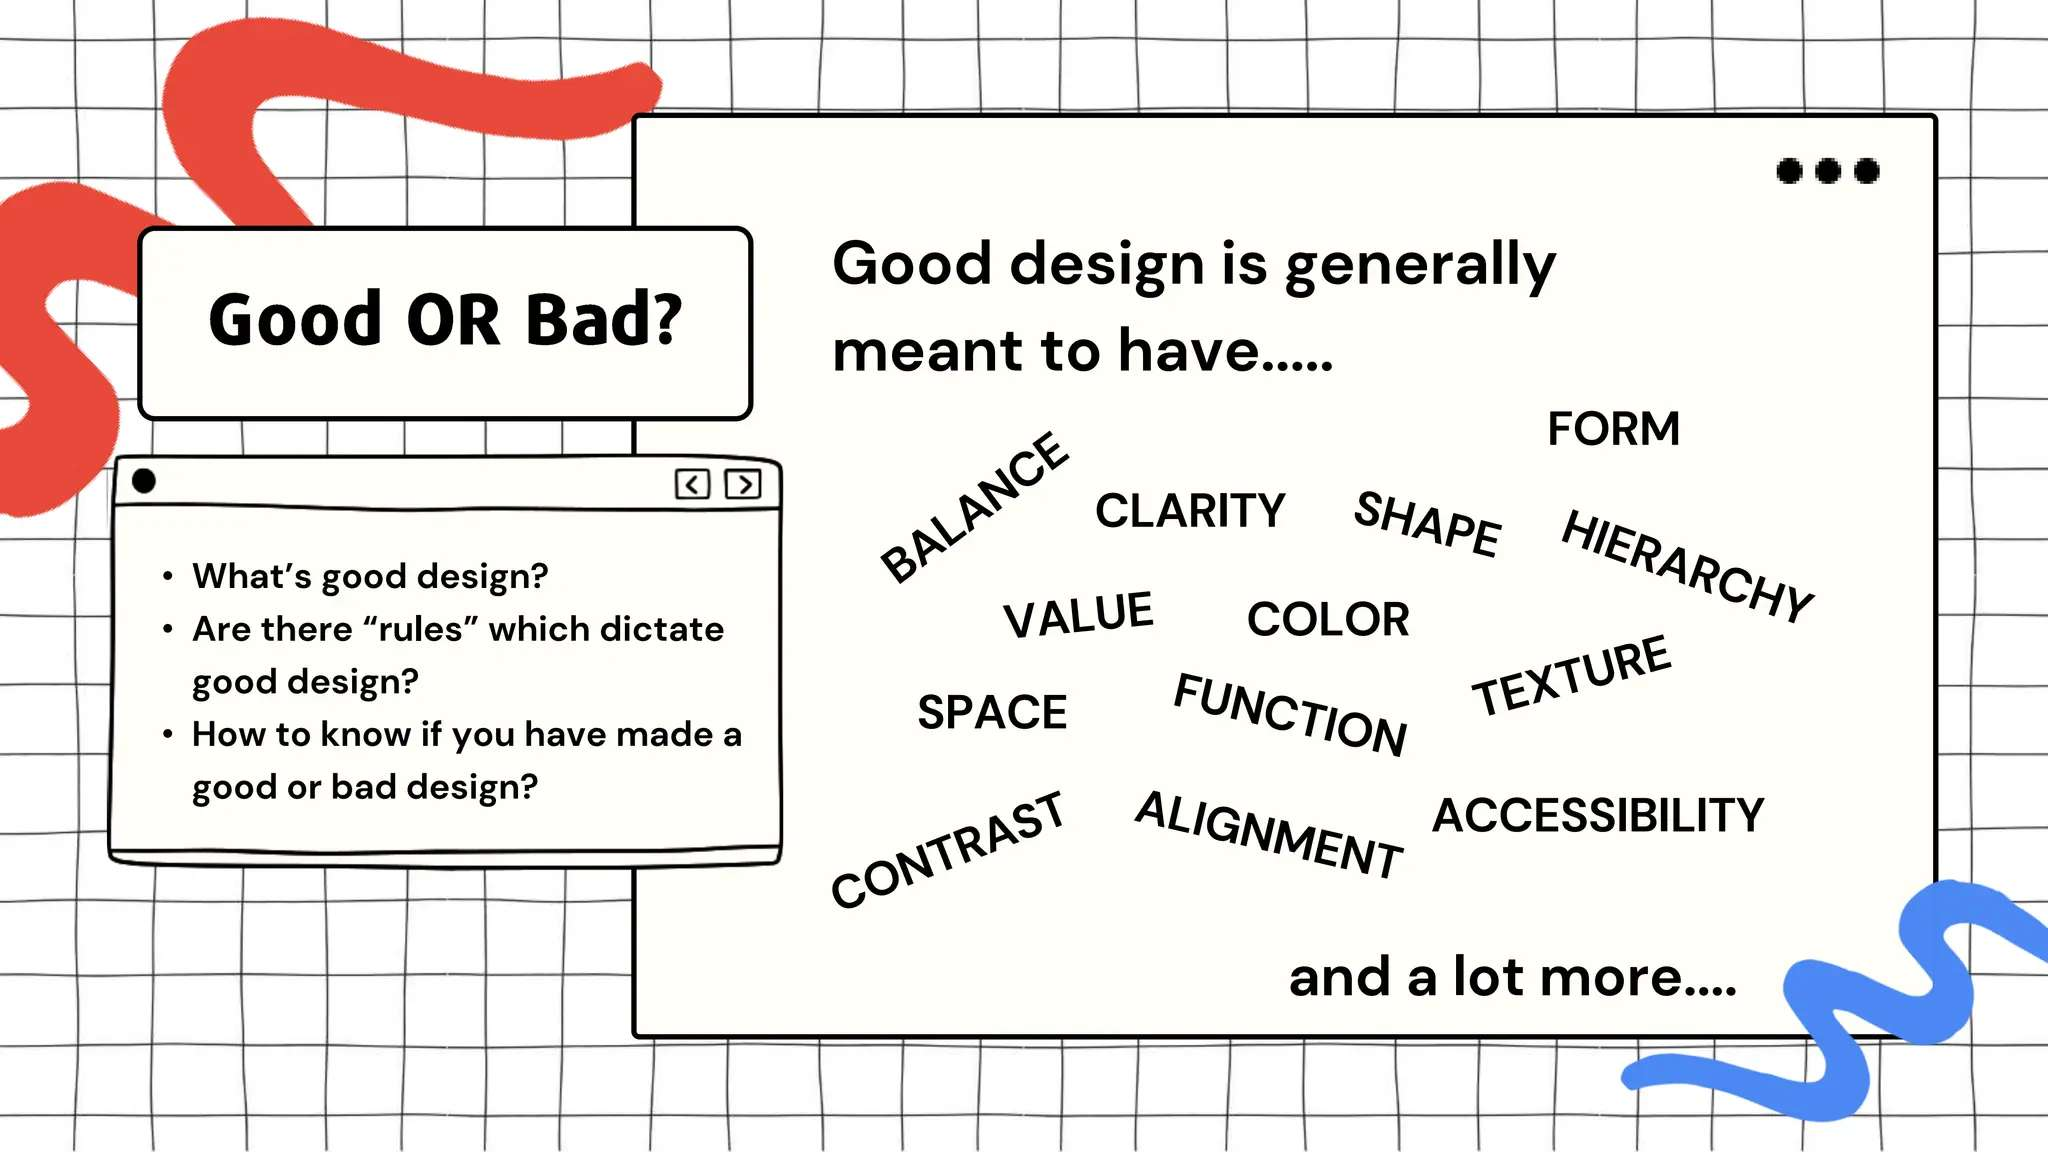 Good OR Bad?
What’s good design?
Are there “rules” which dictate
good design?
How to know if you have made a
good or bad design?
Good design is generally
meant to have.....
FORM
BALANCE
CLARITY
SHAPE
HIERARCHY
VALUE
COLOR
TEXTURE
SPACE
FUNCTION
CONTRAST
ALIGNMENT
ACCESSIBILITY
and a lot more....